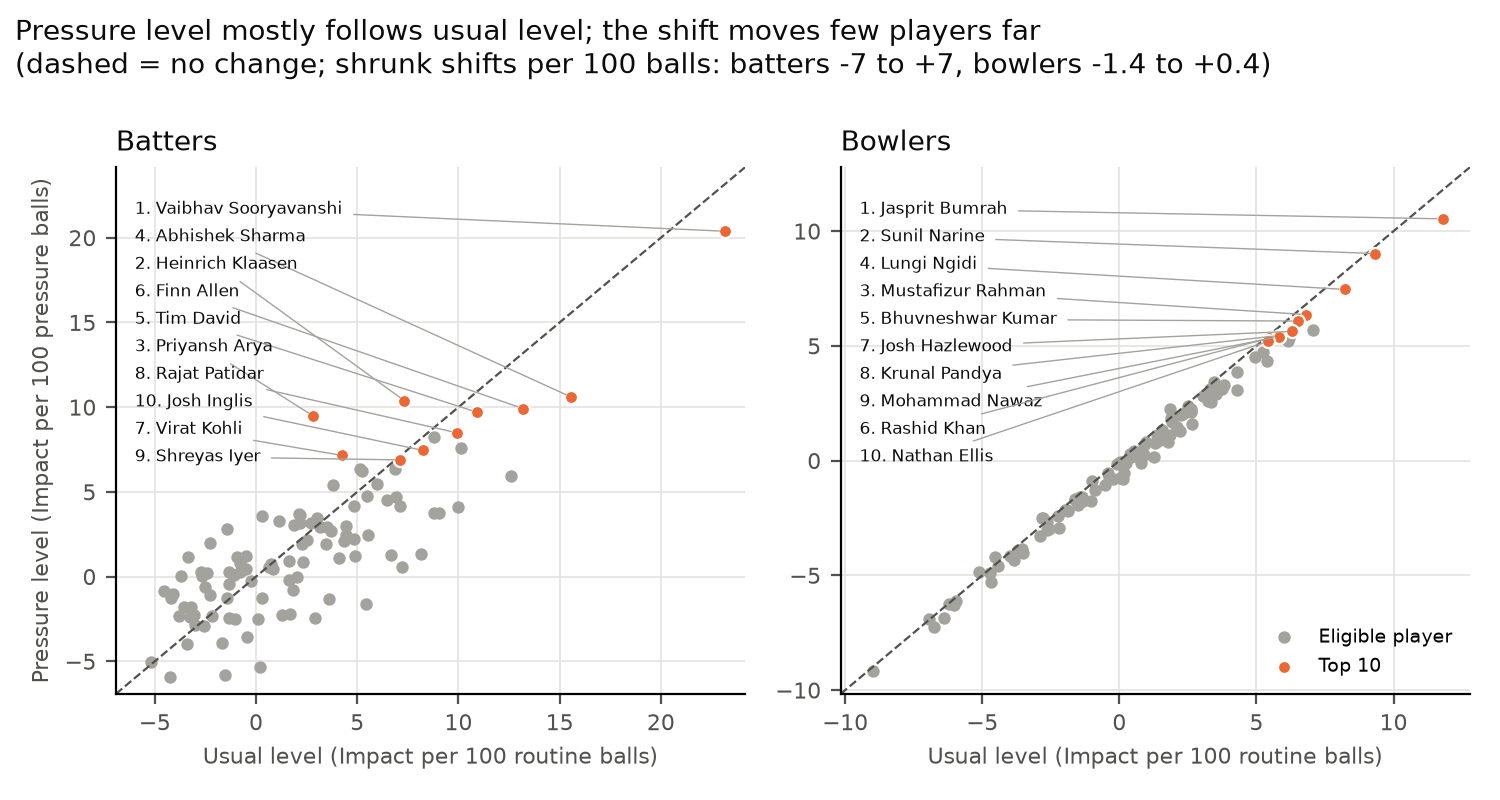 Pressure level mostly follows usual level; the shift moves few players far
(dashed = no change; shrunk shifts per 100 balls: batters -7 to +7, bowlers -1.4 to +0.4)
Batters
Pressure level (Impact per 100 pressure balls)
20
15
10
5
0
−5
1. Vaibhav Sooryavanshi
4. Abhishek Sharma
2. Heinrich Klaasen
6. Finn Allen
5. Tim David
3. Priyansh Arya
8. Rajat Patidar
10. Josh Inglis
7. Virat Kohli
9. Shreyas Iyer
−5
0
5
10
15
20
Usual level (Impact per 100 routine balls)
Bowlers
10
5
0
−5
−10
1. Jasprit Bumrah
2. Sunil Narine
4. Lungi Ngidi
3. Mustafizur Rahman
5. Bhuvneshwar Kumar
7. Josh Hazlewood
8. Krunal Pandya
9. Mohammad Nawaz
6. Rashid Khan
10. Nathan Ellis
Eligible player
Top 10
−10
−5
0
5
10
Usual level (Impact per 100 routine balls)